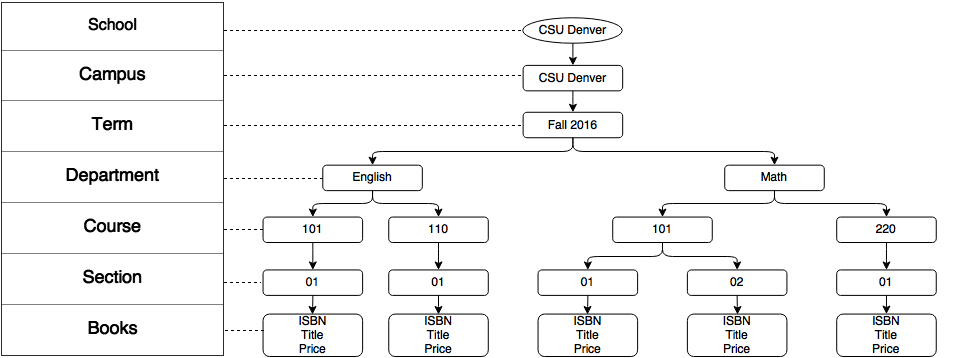 School
CSU Denver
Campus
CSU Denver
Term
Fall 2016
Department
English
Math
Course
101
110
101
220
Section
01
01
01
02
01
Books
ISBN
Title
Price
ISBN
Title
Price
ISBN
Title
Price
ISBN
Title
Price
ISBN
Title
Price